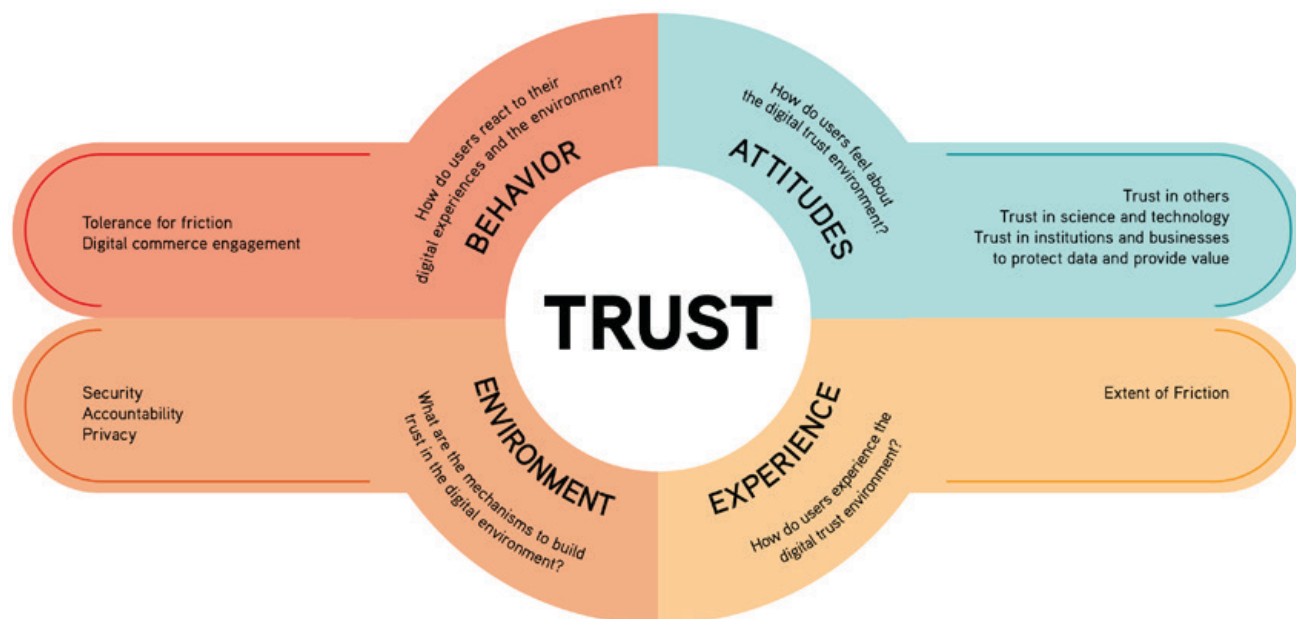 How do users react to their
digital experiences and the environment?
BEHAVIOR
Tolerance for friction
Digital commerce engagement
How do users feel about
the digital trust environment?
ATTITUDES
Trust in others
Trust in science and technology
Trust in institutions and businesses
to protect data and provide value
TRUST
Security
Accountability
Privacy
ENVIRONMENT
What are the mechanisms to build
trust in the digital environment?
EXPERIENCE
How do users experience the
digital trust environment?
Extent of Friction